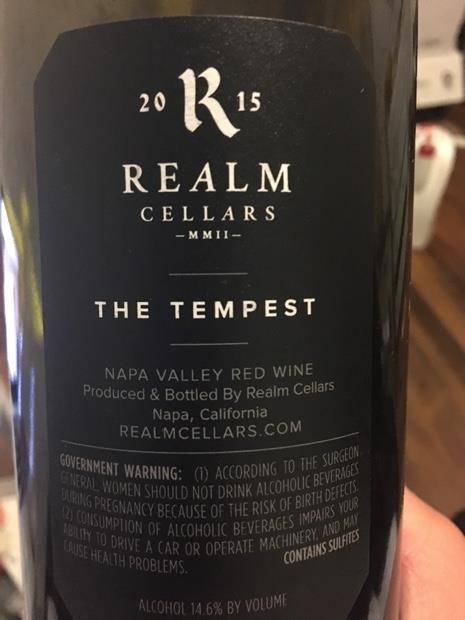 20 R 15
REALM
CELLARS
–MMII–
THE TEMPEST
NAPA VALLEY RED WINE
Produced & Bottled By Realm Cellars
Napa, California
REALMCELLARS.COM
GOVERNMENT WARNING: (1) ACCORDING TO THE SURGEON
GENERAL, WOMEN SHOULD NOT DRINK ALCOHOLIC BEVERAGES
DURING PREGNANCY BECAUSE OF THE RISK OF BIRTH DEFECTS.
(2) CONSUMPTION OF ALCOHOLIC BEVERAGES IMPAIRS YOUR
ABILITY TO DRIVE A CAR OR OPERATE MACHINERY, AND MAY
CAUSE HEALTH PROBLEMS. CONTAINS SULFITES
ALCOHOL 14.6% BY VOLUME